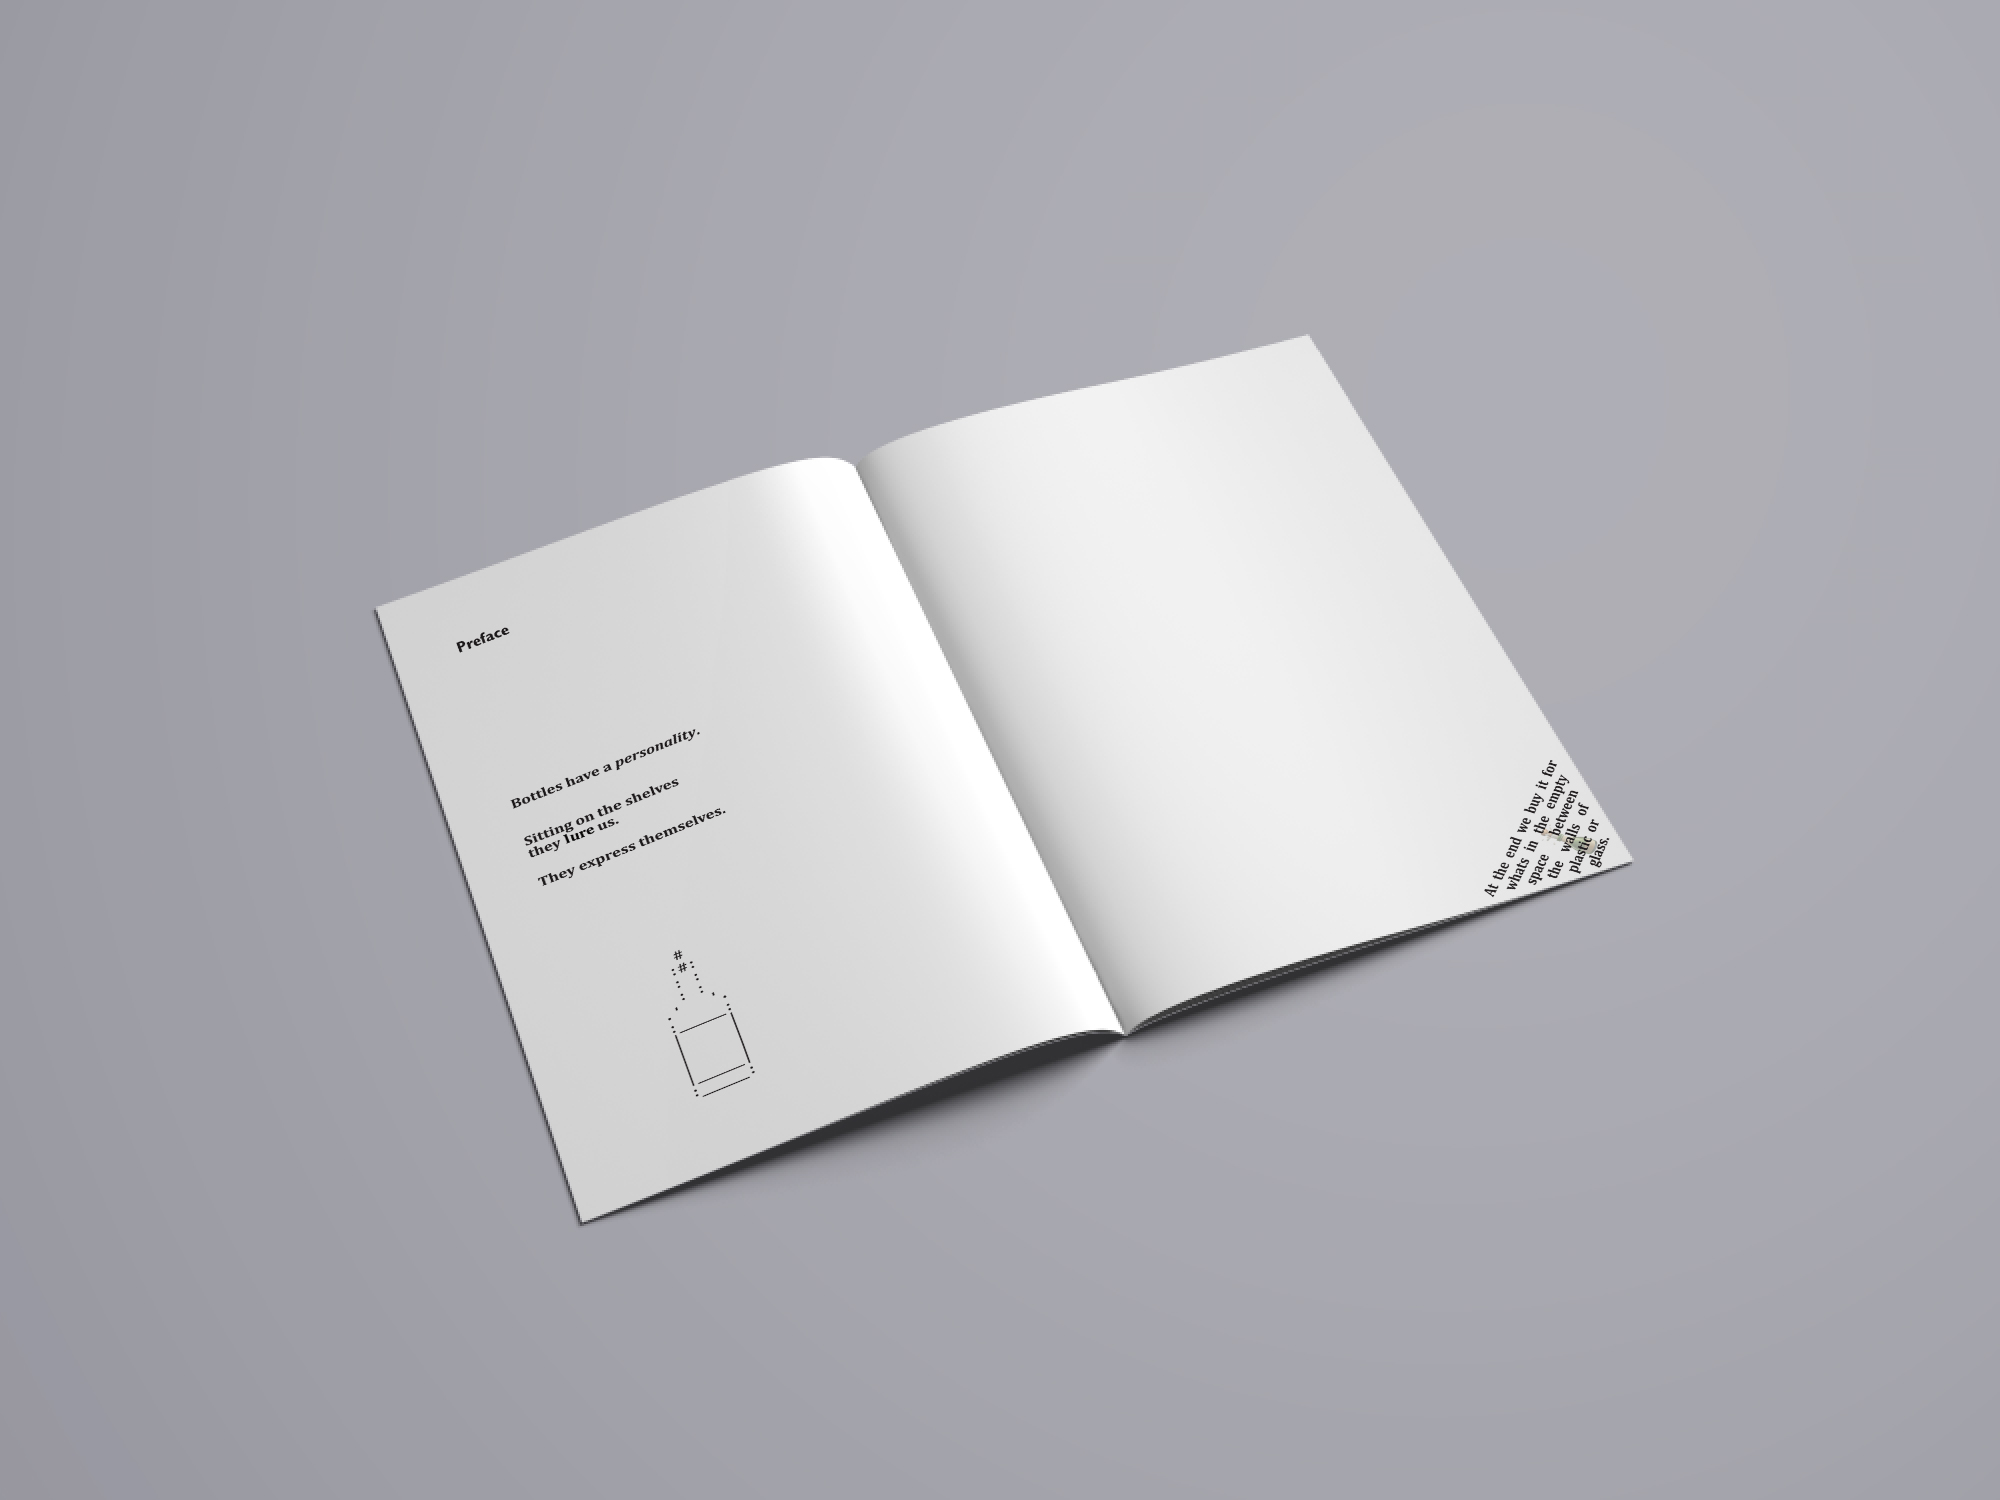 Preface
Bottles have a personality.
Sitting on the shelves
they lure us.
They express themselves.
#
#
At the end we buy it for
whats in the empty
space between
the walls of
plastic or
glass.